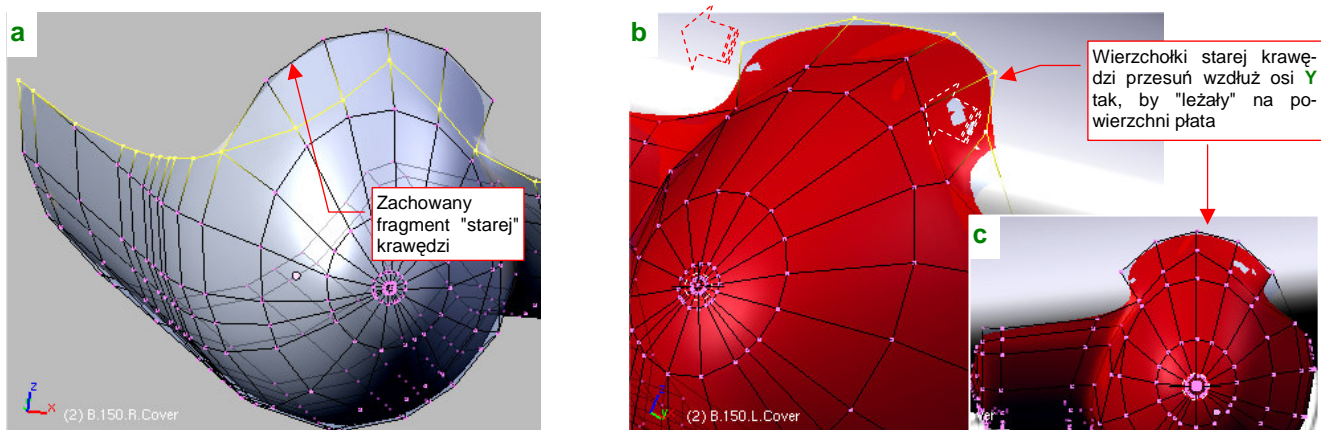 a
Zachowany
fragment "starej"
krawędzi
z
x
(2) B.150.R.Cover
b
Wierzchołki starej krawę-
dzi przesuń wzdłuż osi Y
tak, by "leżały" na po-
wierzchni płata
z
y
(2) B.150.L.Cover
c